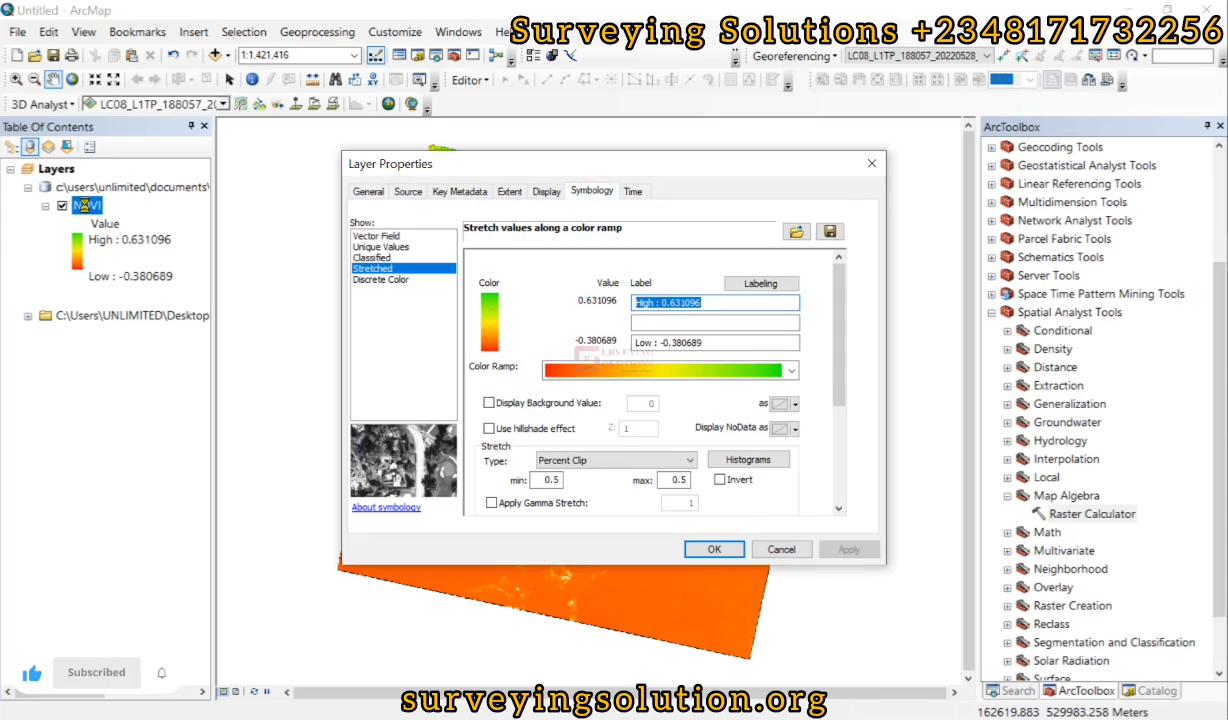 Untitled - ArcMap
Surveying Solutions +2348171732256
File Edit View Bookmarks Insert Selection Geoprocessing Customize Windows
1:1.421.416
Georeferencing LC08_L1TP_188057_20220528_
Editor
3D Analyst LC08_L1TP_188057_2
Table Of Contents
Layers
c:\users\unlimited\documents\
Value
High : 0.631096
Low : -0.380689
C:\Users\UNLIMITED\Desktop
Layer Properties
General Source Key Metadata Extent Display Symbology Time
Show:
Vector Field
Unique Values
Classified
Stretched
Discrete Color
About symbology
Stretch values along a color ramp
Color Value Label Labeling
0.631096 High : 0.631096
-0.380689 Low : -0.380689
Color Ramp:
Display Background Value: 0 as
Use hillshade effect Z: 1 Display NoData as
Stretch
Type: Percent Clip Histograms
min: 0.5 max: 0.5 Invert
Apply Gamma Stretch: 1
OK Cancel Apply
ArcToolbox
Geocoding Tools
Geostatistical Analyst Tools
Linear Referencing Tools
Multidimension Tools
Network Analyst Tools
Parcel Fabric Tools
Schematics Tools
Server Tools
Space Time Pattern Mining Tools
Spatial Analyst Tools
Conditional
Density
Distance
Extraction
Generalization
Groundwater
Hydrology
Interpolation
Local
Map Algebra
Raster Calculator
Math
Multivariate
Neighborhood
Overlay
Raster Creation
Reclass
Segmentation and Classification
Solar Radiation
Surface
Search ArcToolbox Catalog
Subscribed
surveyingsolution.org
162619.883 529983.258 Meters